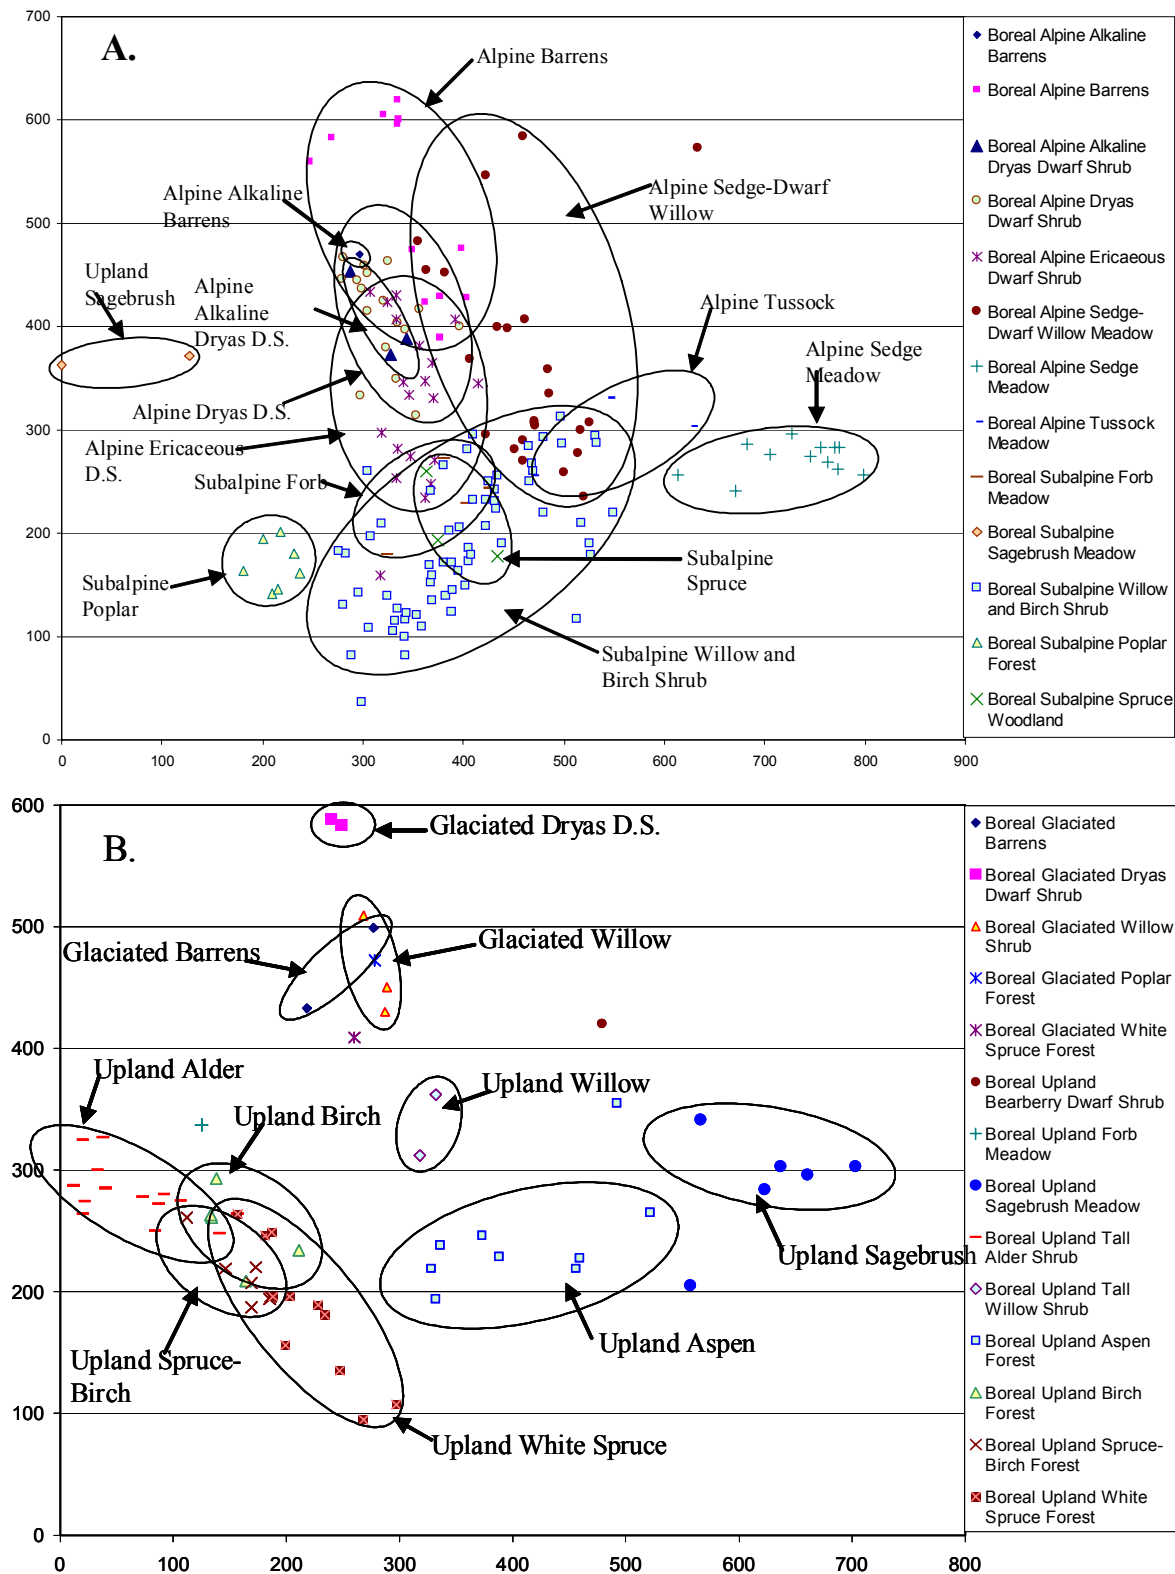 A.
700
600
500
400
300
200
100
0
0 100 200 300 400 500 600 700 800 900
Alpine Barrens
Alpine Alkaline
Barrens
Alpine Sedge-Dwarf
Willow
Upland
Sagebrush
Alpine
Alkaline
Dryas D.S.
Alpine Tussock
Alpine Sedge
Meadow
Alpine Dryas D.S.
Alpine Ericaceous
D.S.
Subalpine Forb
Subalpine
Poplar
Subalpine
Spruce
Subalpine Willow and
Birch Shrub
Boreal Alpine Alkaline
Barrens
Boreal Alpine Barrens
Boreal Alpine Alkaline
Dryas Dwarf Shrub
Boreal Alpine Dryas
Dwarf Shrub
Boreal Alpine Ericaeous
Dwarf Shrub
Boreal Alpine Sedge-
Dwarf Willow Meadow
Boreal Alpine Sedge
Meadow
Boreal Alpine Tussock
Meadow
Boreal Subalpine Forb
Meadow
Boreal Subalpine
Sagebrush Meadow
Boreal Subalpine Willow
and Birch Shrub
Boreal Subalpine Poplar
Forest
Boreal Subalpine Spruce
Woodland
B.
600
500
400
300
200
100
0
0 100 200 300 400 500 600 700 800
Glaciated Dryas D.S.
Glaciated Barrens
Glaciated Willow
Upland Alder
Upland Willow
Upland Birch
Upland Sagebrush
Upland Aspen
Upland Spruce-
Birch
Upland White Spruce
Boreal Glaciated
Barrens
Boreal Glaciated Dryas
Dwarf Shrub
Boreal Glaciated Willow
Shrub
Boreal Glaciated Poplar
Forest
Boreal Glaciated White
Spruce Forest
Boreal Upland
Bearberry Dwarf Shrub
Boreal Upland Forb
Meadow
Boreal Upland
Sagebrush Meadow
Boreal Upland Tall
Alder Shrub
Boreal Upland Tall
Willow Shrub
Boreal Upland Aspen
Forest
Boreal Upland Birch
Forest
Boreal Upland Spruce-
Birch Forest
Boreal Upland White
Spruce Forest